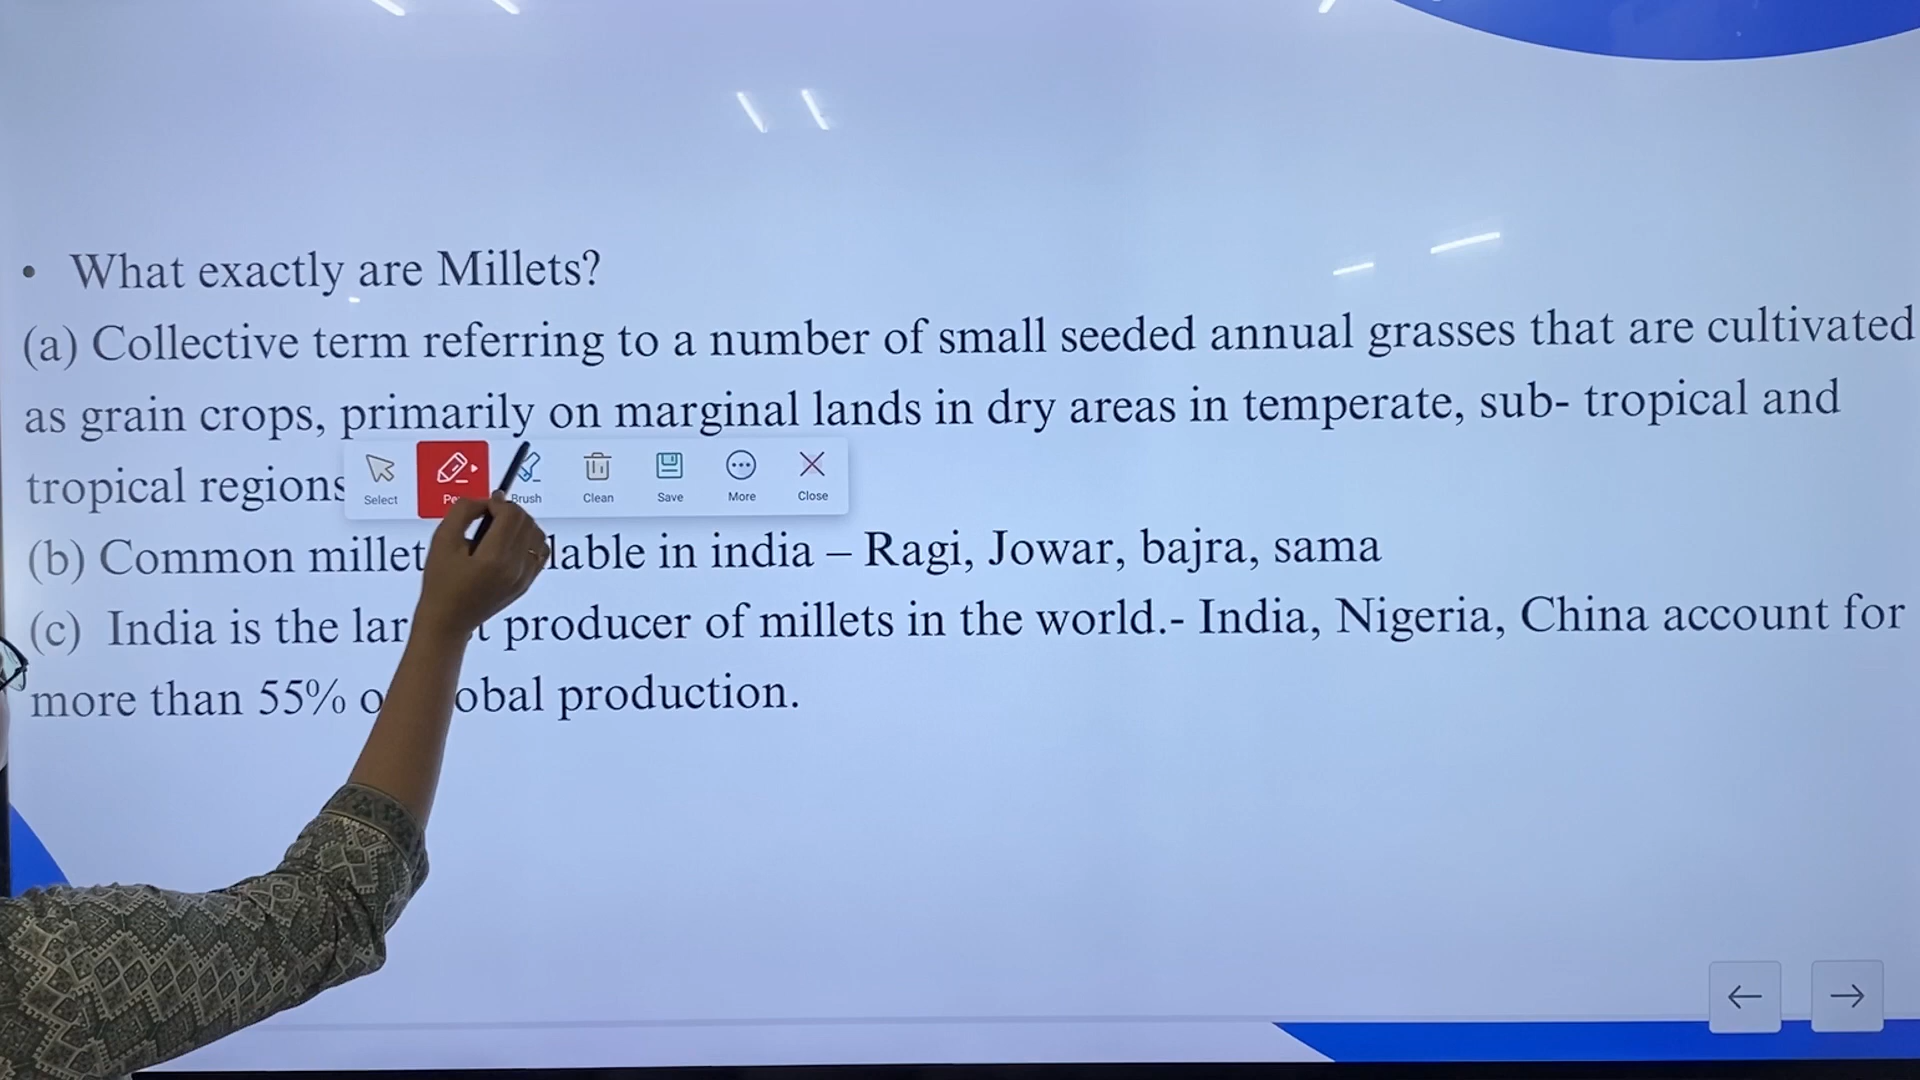 • What exactly are Millets?
(a) Collective term referring to a number of small seeded annual grasses that are cultivated
as grain crops, primarily on marginal lands in dry areas in temperate, sub- tropical and
tropical regions
Select Brush Clean Save More Close
(b) Common millet in india – Ragi, Jowar, bajra, sama
(c) India is the producer of millets in the world.- India, Nigeria, China account for
more than 55% production.